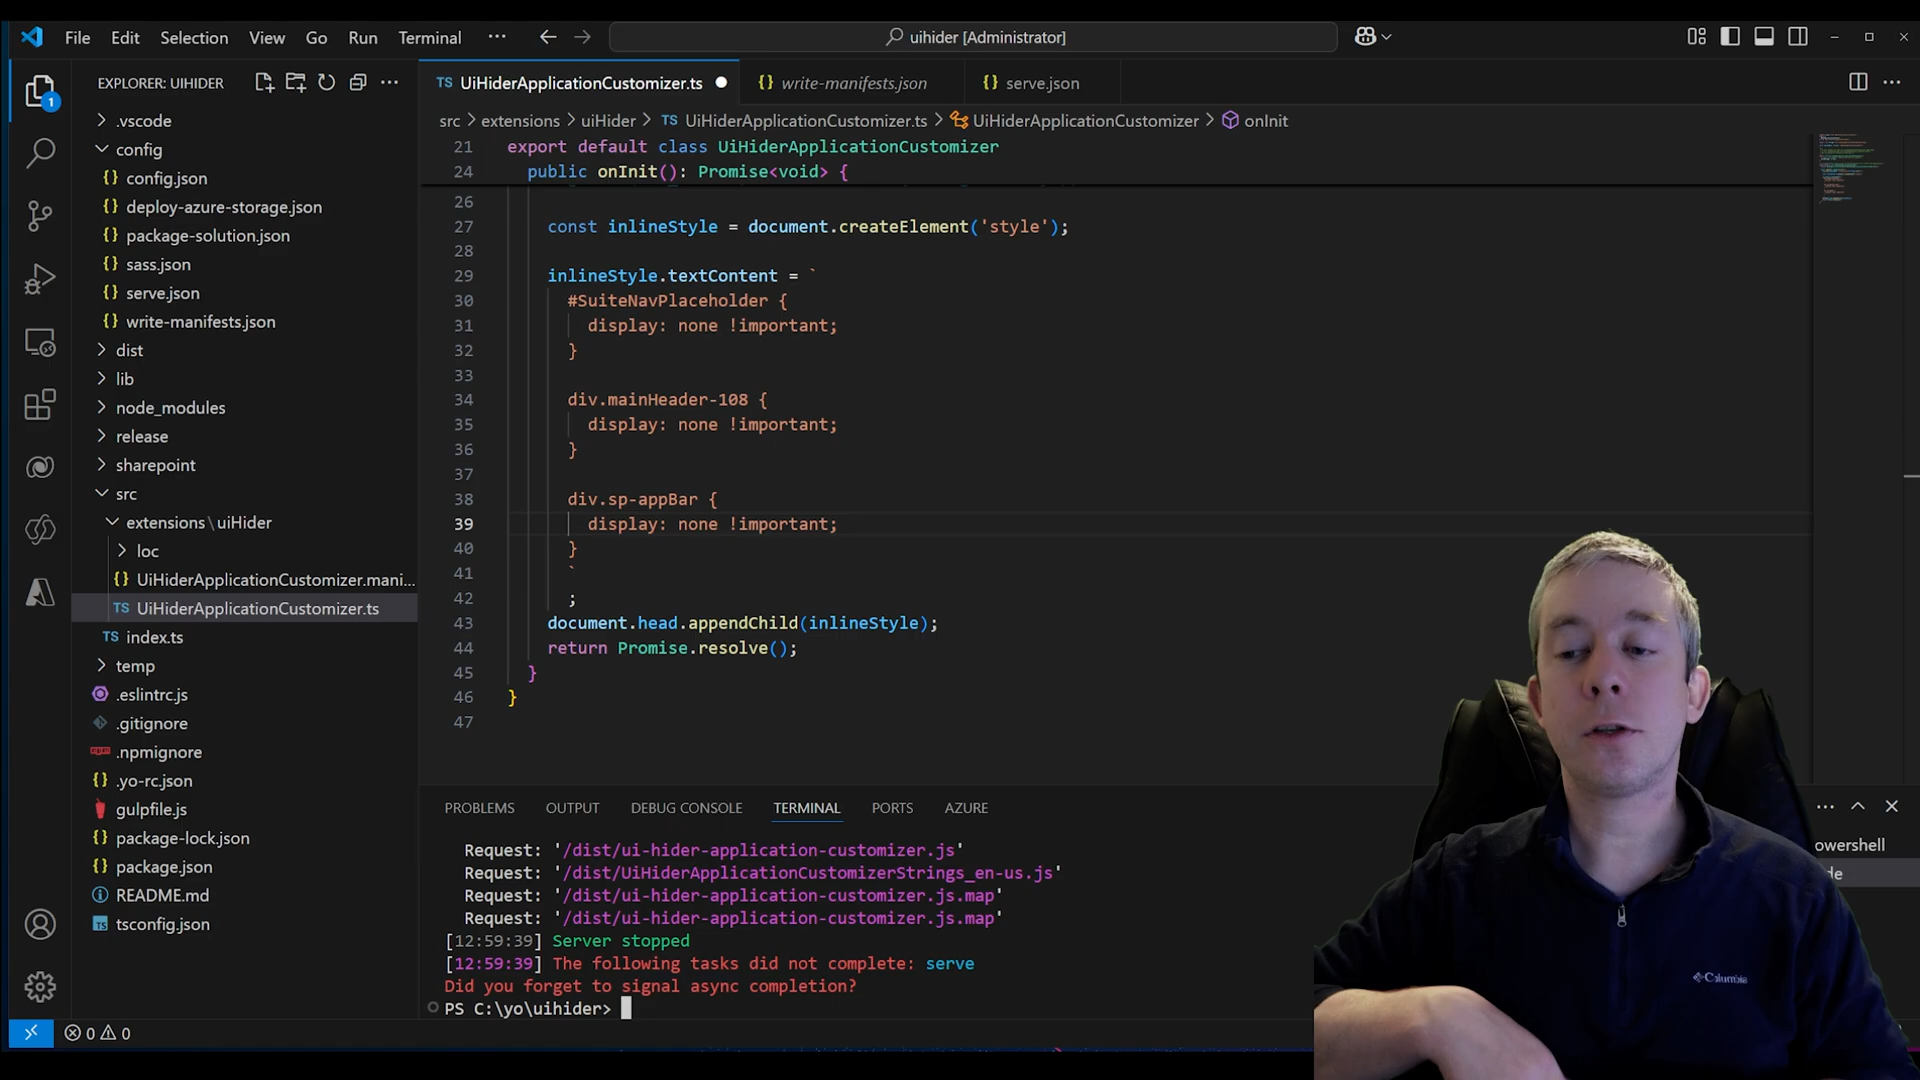 File Edit Selection View Go Run Terminal ··· uihider [Administrator]
EXPLORER: UIHIDER
1
.vscode
config
config.json
deploy-azure-storage.json
package-solution.json
sass.json
serve.json
write-manifests.json
dist
lib
node_modules
release
sharepoint
src
extensions\uiHider
loc
UiHiderApplicationCustomizer.mani...
UiHiderApplicationCustomizer.ts
index.ts
temp
.eslintrc.js
.gitignore
.npmignore
.yo-rc.json
gulpfile.js
package-lock.json
package.json
README.md
tsconfig.json
TS UiHiderApplicationCustomizer.ts {} write-manifests.json {} serve.json
src > extensions > uiHider > TS UiHiderApplicationCustomizer.ts > UiHiderApplicationCustomizer > onInit
21 export default class UiHiderApplicationCustomizer
24 public onInit(): Promise<void> {
26
27 const inlineStyle = document.createElement('style');
28
29 inlineStyle.textContent = `
30 #SuiteNavPlaceholder {
31 display: none !important;
32 }
33
34 div.mainHeader-108 {
35 display: none !important;
36 }
37
38 div.sp-appBar {
39 display: none !important;
40 }
41 `
42 ;
43 document.head.appendChild(inlineStyle);
44 return Promise.resolve();
45 }
46 }
47
PROBLEMS OUTPUT DEBUG CONSOLE TERMINAL PORTS AZURE
Request: '/dist/ui-hider-application-customizer.js'
Request: '/dist/UiHiderApplicationCustomizerStrings_en-us.js'
Request: '/dist/ui-hider-application-customizer.js.map'
Request: '/dist/ui-hider-application-customizer.js.map'
[12:59:39] Server stopped
[12:59:39] The following tasks did not complete: serve
Did you forget to signal async completion?
PS C:\yo\uihider>
owershell
de
0 0
Columbia